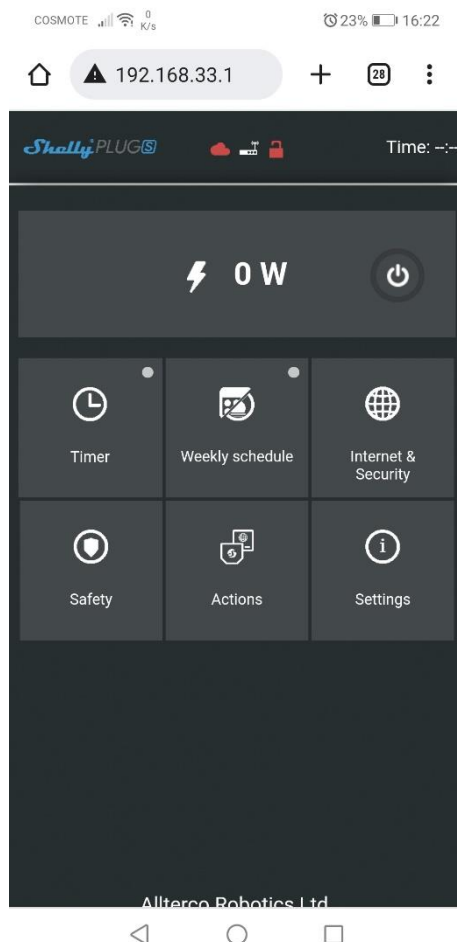 COSMOTE 0 K/s 23% 16:22
192.168.33.1 28
Shelly PLUG S Time: --:--
0 W
Timer
Weekly schedule
Internet &
Security
Safety
Actions
Settings
Allterco Robotics Ltd